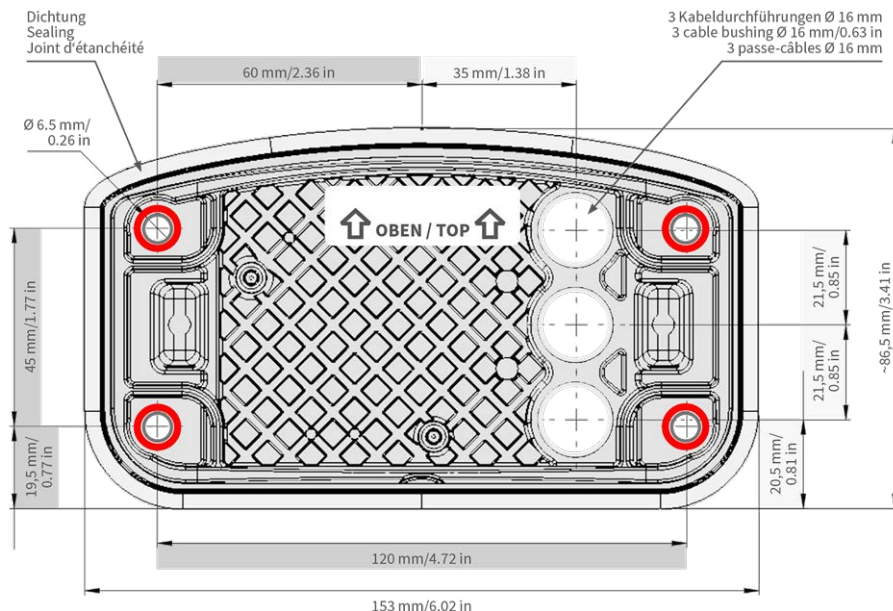 Dichtung
Sealing
Joint d'étanchéité
3 Kabeldurchführungen Ø 16 mm
3 cable bushing Ø 16 mm/0.63 in
3 passe-câbles Ø 16 mm
60 mm/2.36 in
35 mm/1.38 in
Ø 6.5 mm/
0.26 in
OBEN / TOP
45 mm/1.77 in
19,5 mm/
0.77 in
21,5 mm/
0.85 in
21,5 mm/
0.85 in
20,5 mm/
0.81 in
~86,5 mm/3.41 in
120 mm/4.72 in
153 mm/6.02 in